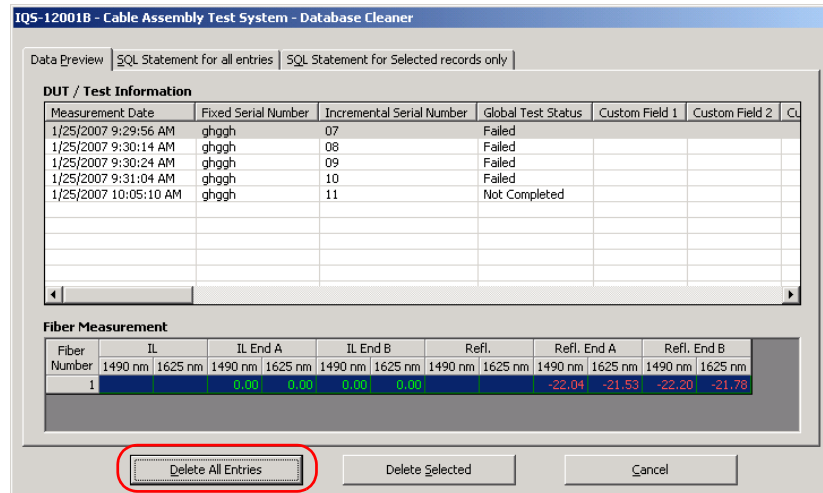 IQS-12001B - Cable Assembly Test System - Database Cleaner
Data Preview SQL Statement for all entries SQL Statement for Selected records only
DUT / Test Information
Measurement Date Fixed Serial Number Incremental Serial Number Global Test Status Custom Field 1 Custom Field 2 Cu
1/25/2007 9:29:56 AM ghggh 07 Failed
1/25/2007 9:30:14 AM ghggh 08 Failed
1/25/2007 9:30:24 AM ghggh 09 Failed
1/25/2007 9:31:04 AM ghggh 10 Failed
1/25/2007 10:05:10 AM ghggh 11 Not Completed
Fiber Measurement
Fiber Number IL IL End A IL End B Refl. Refl. End A Refl. End B
1490 nm 1625 nm 1490 nm 1625 nm 1490 nm 1625 nm 1490 nm 1625 nm 1490 nm 1625 nm 1490 nm 1625 nm
1 0.00 0.00 0.00 0.00 -22.04 -21.53 -22.20 -21.78
Delete All Entries Delete Selected Cancel